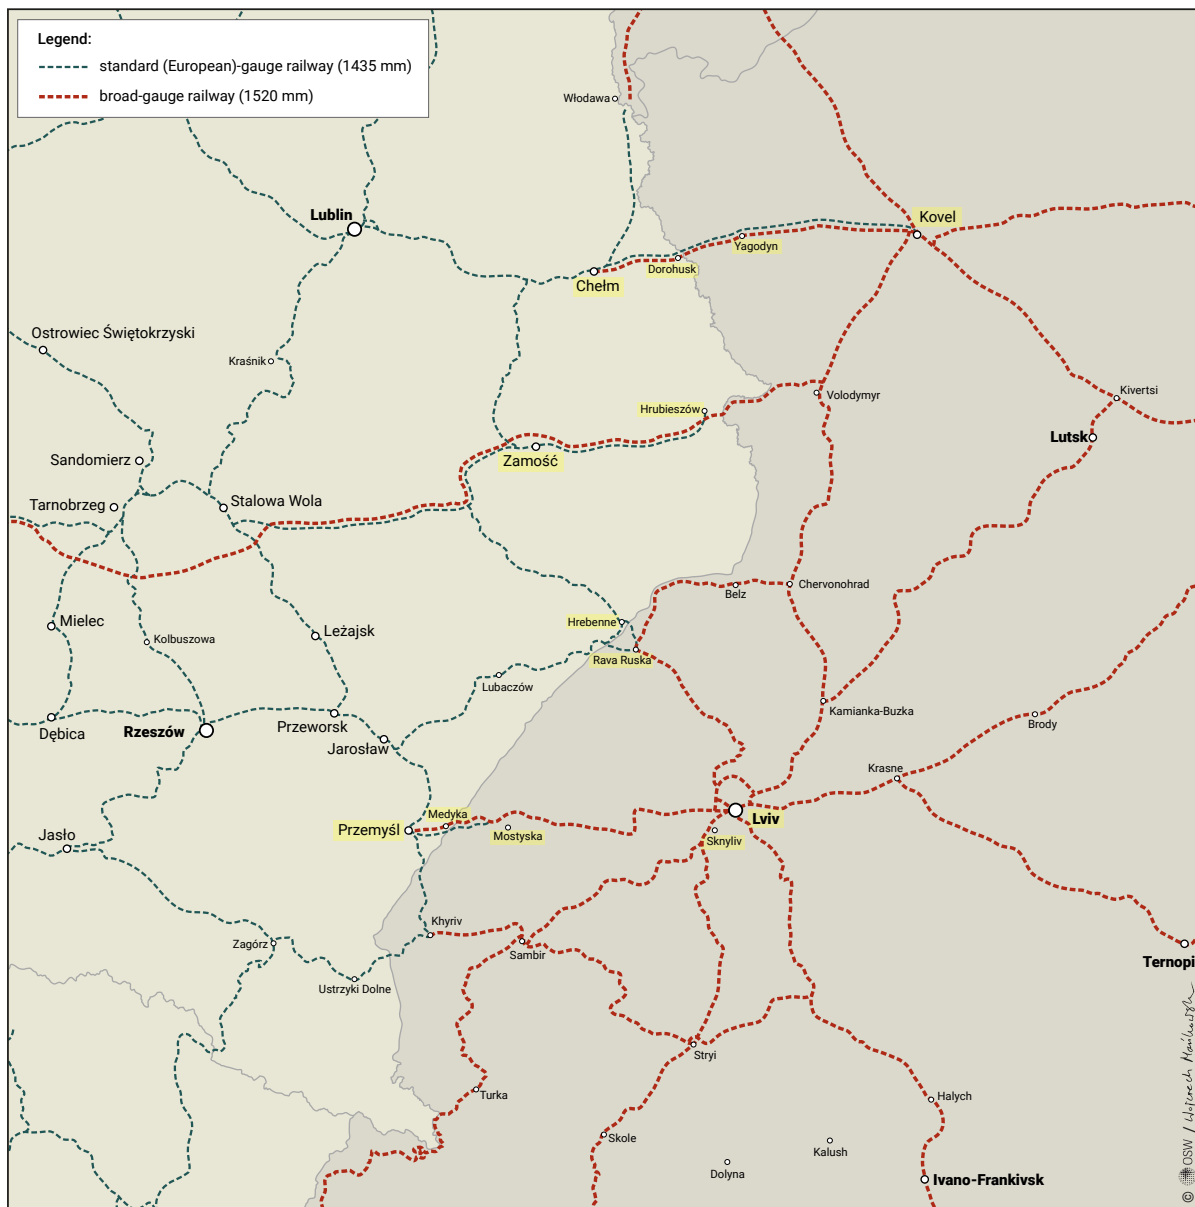 Legend:
standard (European)-gauge railway (1435 mm)
broad-gauge railway (1520 mm)
Włodawa
Lublin
Kovel
Yagodyn
Dorohusk
Chełm
Ostrowiec Świętokrzyski
Kraśnik
Volodymyr
Kivertsi
Hrubieszów
Lutsk
Zamość
Sandomierz
Tarnobrzeg
Stalowa Wola
Belz
Chervonohrad
Hrebenne
Mielec
Kolbuszowa
Leżajsk
Rava Ruska
Lubaczów
Kamianka-Buzka
Brody
Dębica
Rzeszów
Przeworsk
Jarosław
Krasne
Medyka
Lviv
Przemyśl
Mostyska
Sknyliv
Jasło
Khyriv
Zagórz
Sambir
Ternopi
Ustrzyki Dolne
Stryi
Turka
Halych
Skole
Kalush
Dolyna
Ivano-Frankivsk
© OSW / Wojciech Mańkowski